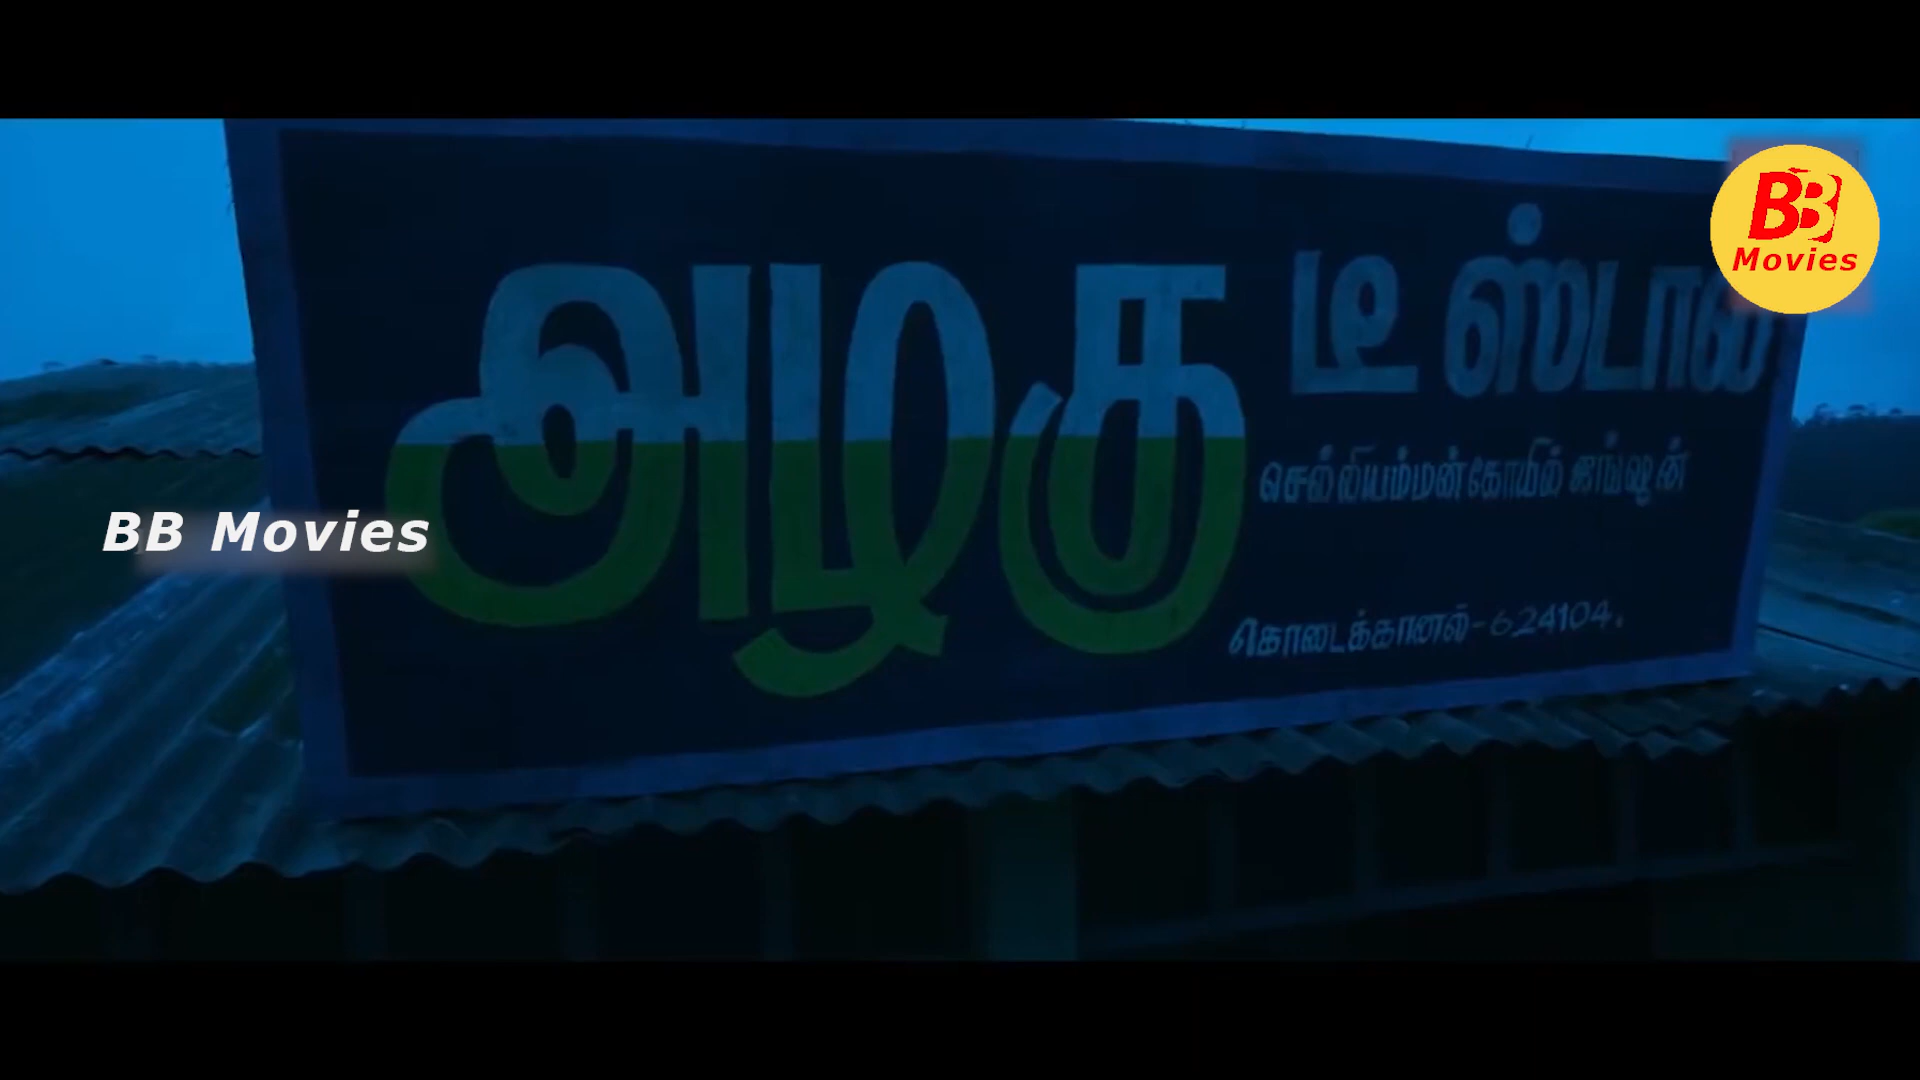 அழகு டீ ஸ்டால்
செல்லியம்மன் கோயில் ஜங்ஷன்
கொடைக்கானல்-624104.
BB Movies
BB
Movies